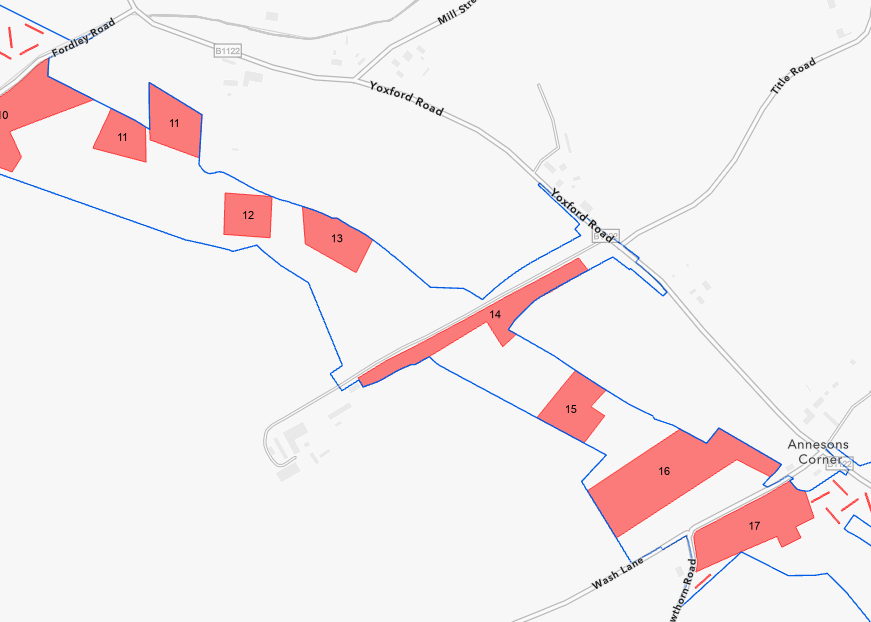 Mill Stre
Fordley Road
B1122
Title Road
Yoxford Road
10
11
11
12
13
Yoxford Road
14
15
Annesons
Corner
B1122
16
17
Wash Lane
wthorn Road